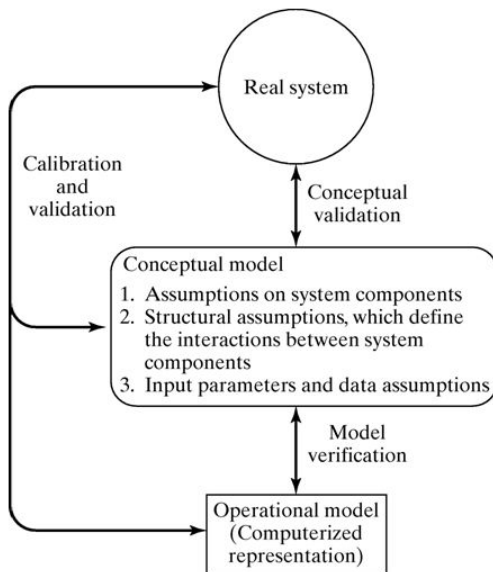 Real system
Calibration
and
validation
Conceptual
validation
Conceptual model
1. Assumptions on system components
2. Structural assumptions, which define
the interactions between system
components
3. Input parameters and data assumptions
Model
verification
Operational model
(Computerized
representation)